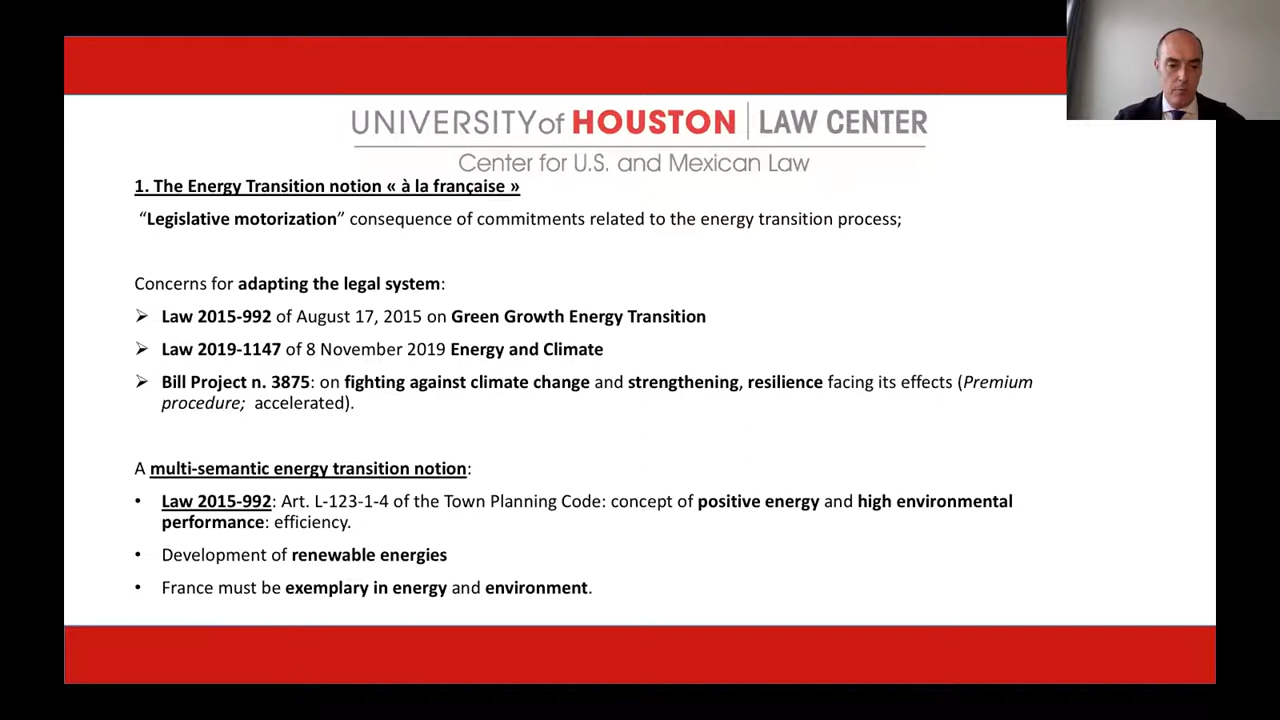 UNIVERSITY of HOUSTON | LAW CENTER
Center for U.S. and Mexican Law
1. The Energy Transition notion « à la française »
“Legislative motorization” consequence of commitments related to the energy transition process;
Concerns for adapting the legal system:
➢ Law 2015-992 of August 17, 2015 on Green Growth Energy Transition
➢ Law 2019-1147 of 8 November 2019 Energy and Climate
➢ Bill Project n. 3875: on fighting against climate change and strengthening, resilience facing its effects (Premium
procedure; accelerated).
A multi-semantic energy transition notion:
• Law 2015-992: Art. L-123-1-4 of the Town Planning Code: concept of positive energy and high environmental
performance: efficiency.
• Development of renewable energies
• France must be exemplary in energy and environment.